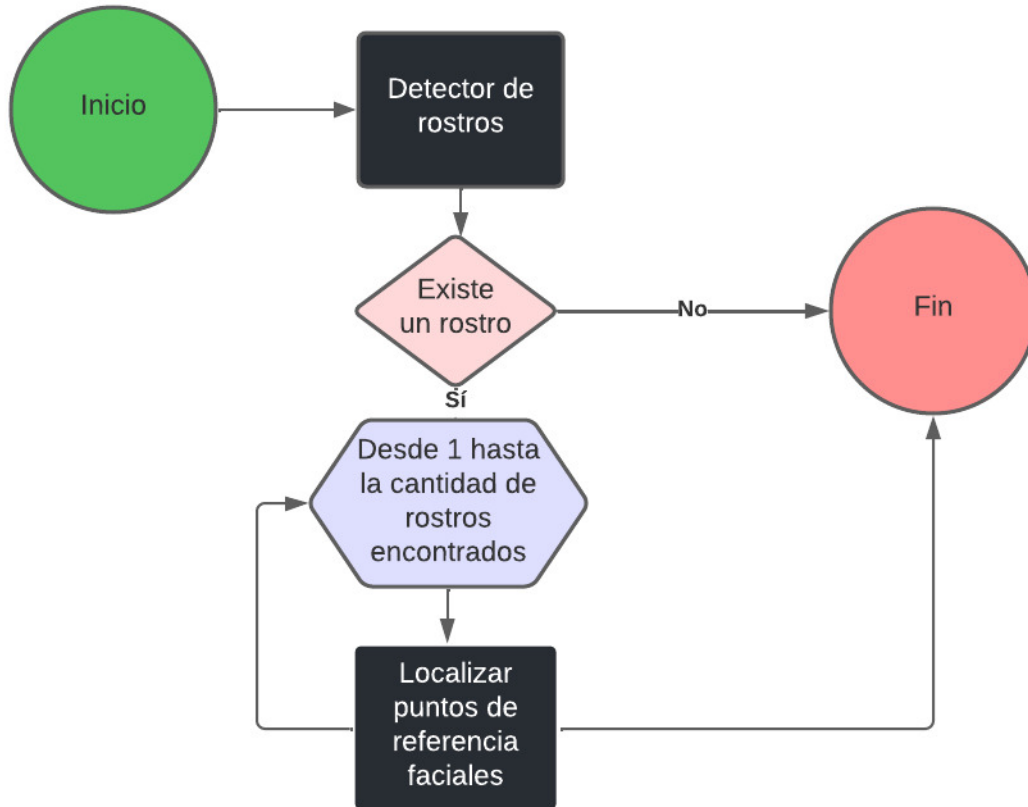 Inicio
Detector de
rostros
Existe
un rostro
No
Fin
Sí
Desde 1 hasta
la cantidad de
rostros
encontrados
Localizar
puntos de
referencia
faciales